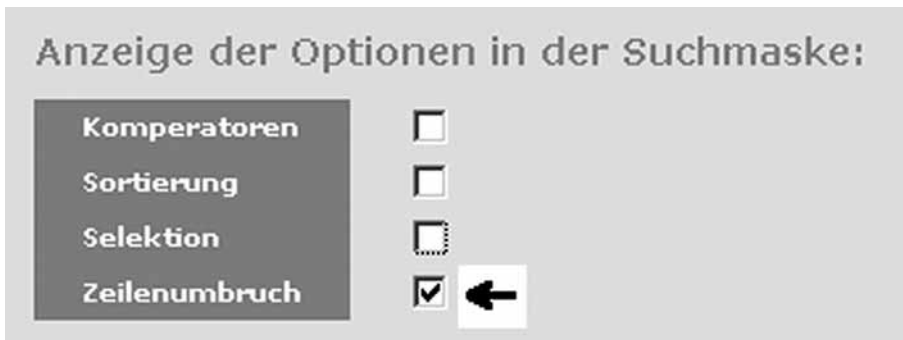 Anzeige der Optionen in der Suchmaske:
Komperatoren
Sortierung
Selektion
Zeilenumbruch